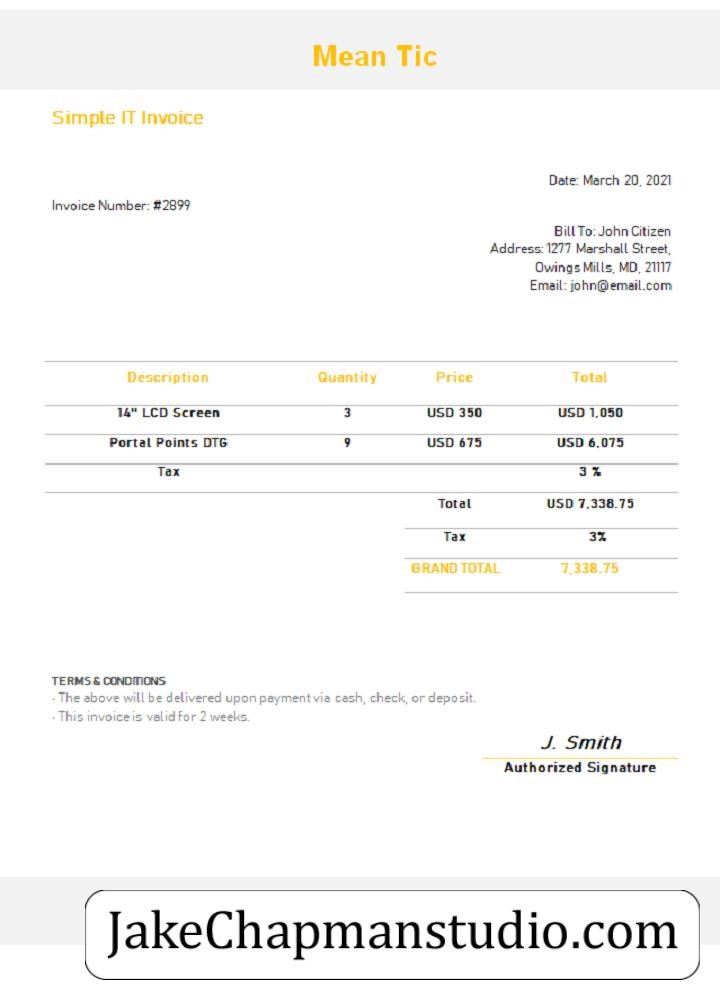 Mean Tic
Simple IT Invoice
Date: March 20, 2021
Invoice Number: #2899
Bill To: John Citizen
Address: 1277 Marshall Street,
Owings Mills, MD, 21117
Email: john@email.com
Description Quantity Price Total
14" LCD Screen 3 USD 350 USD 1,050
Portal Points DTG 9 USD 675 USD 6,075
Tax 3 %
Total USD 7,338.75
Tax 3%
GRAND TOTAL 7,338.75
TERMS & CONDITIONS
· The above will be delivered upon payment via cash, check, or deposit.
· This invoice is valid for 2 weeks.
J. Smith
Authorized Signature
JakeChapmanstudio.com